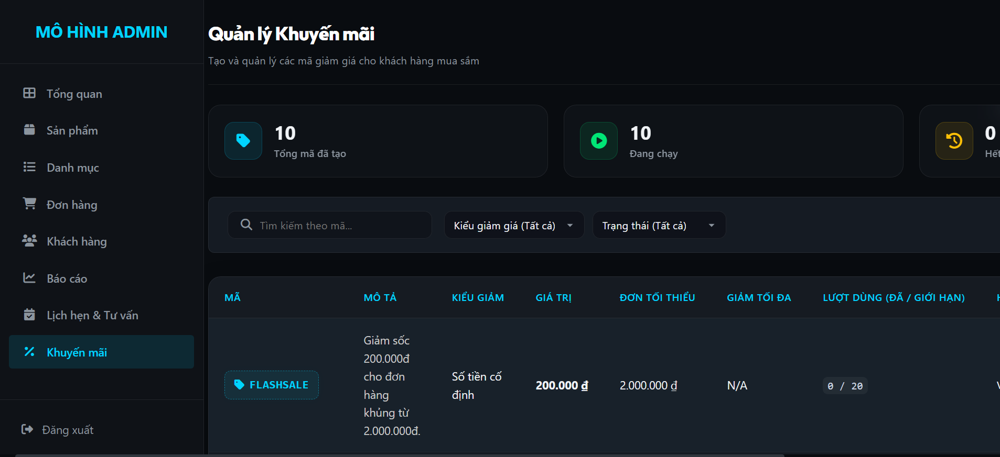 MÔ HÌNH ADMIN
Tổng quan
Sản phẩm
Danh mục
Đơn hàng
Khách hàng
Báo cáo
Lịch hẹn & Tư vấn
Khuyến mãi
Đăng xuất
Quản lý Khuyến mãi
Tạo và quản lý các mã giảm giá cho khách hàng mua sắm
10
Tổng mã đã tạo
10
Đang chạy
0
Hết
Tìm kiếm theo mã...
Kiểu giảm giá (Tất cả)
Trạng thái (Tất cả)
MÃ MÔ TẢ KIỂU GIẢM GIÁ TRỊ ĐƠN TỐI THIỂU GIẢM TỐI ĐA LƯỢT DÙNG (ĐÃ / GIỚI HẠN)
FLASHSALE
Giảm sốc
200.000đ
cho đơn
hàng
khủng từ
2.000.000đ.
Số tiền cố
định
200.000 ₫
2.000.000 ₫
N/A
0 / 20